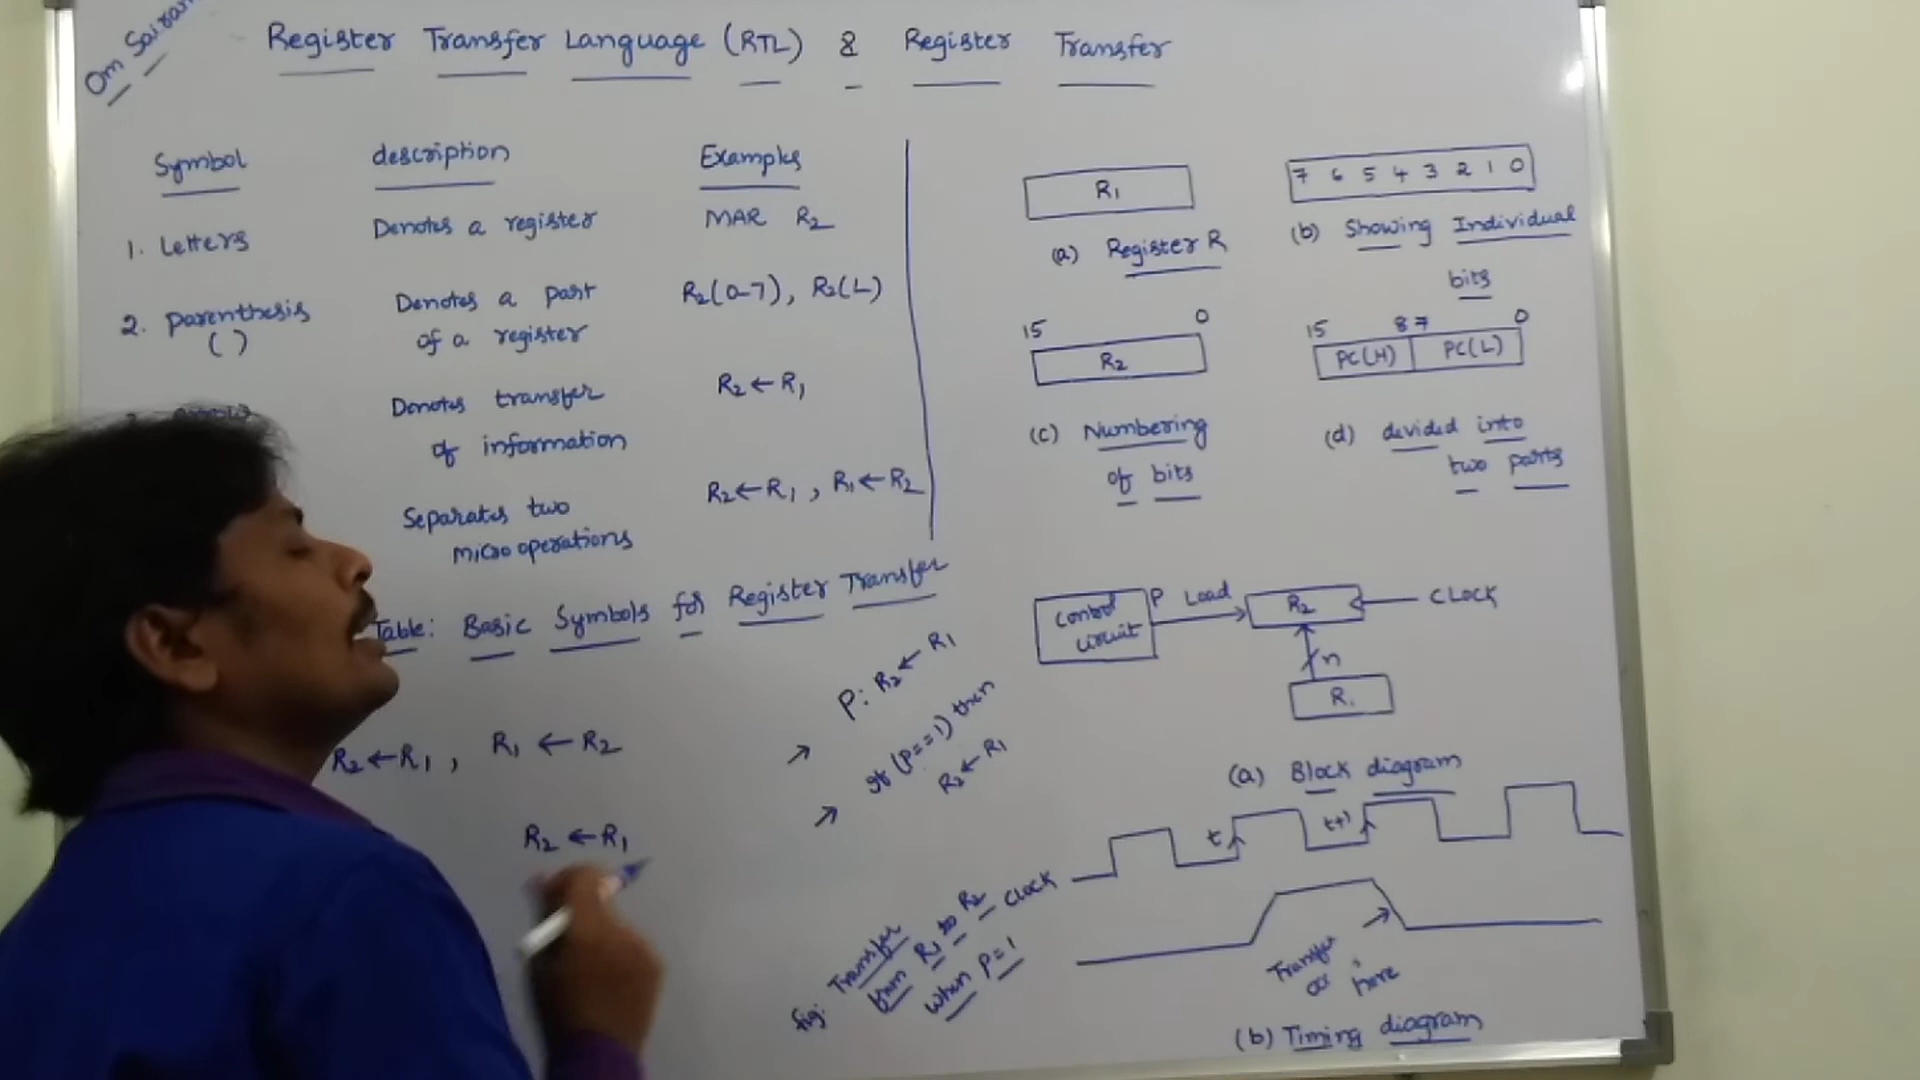 Om Sairam
Register Transfer Language (RTL) & Register Transfer
Symbol description Examples
1. Letters Denotes a register MAR R2
2. parenthesis Denotes a part R2(0-7), R2(L)
( ) of a register
Denotes transfer R2 ← R1
of information
Separates two R2 ← R1 , R1 ← R2
micro operations
Table: Basic Symbols for Register Transfer
R2 ← R1 , R1 ← R2
R2 ← R1
→ P: R2 ← R1
→ If (P==1) then
R2 ← R1
R1
(a) Register R
7 6 5 4 3 2 1 0
(b) Showing Individual
bits
15 0
R2
(c) Numbering
of bits
15 8 7 0
PC(H) PC(L)
(d) devided into
two parts
Control
circuit
P Load
R2
CLOCK
n
R1
(a) Block diagram
t t+1
CLOCK
Transfer
occ here
(b) Timing diagram
fig: Transfer
from R1 to R2
when P=1